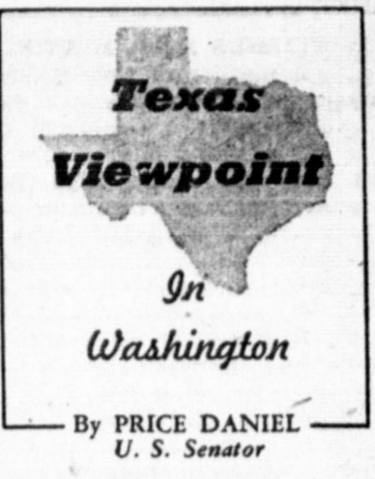 Texas
Viewpoint
In
Washington
By PRICE DANIEL
U. S. Senator